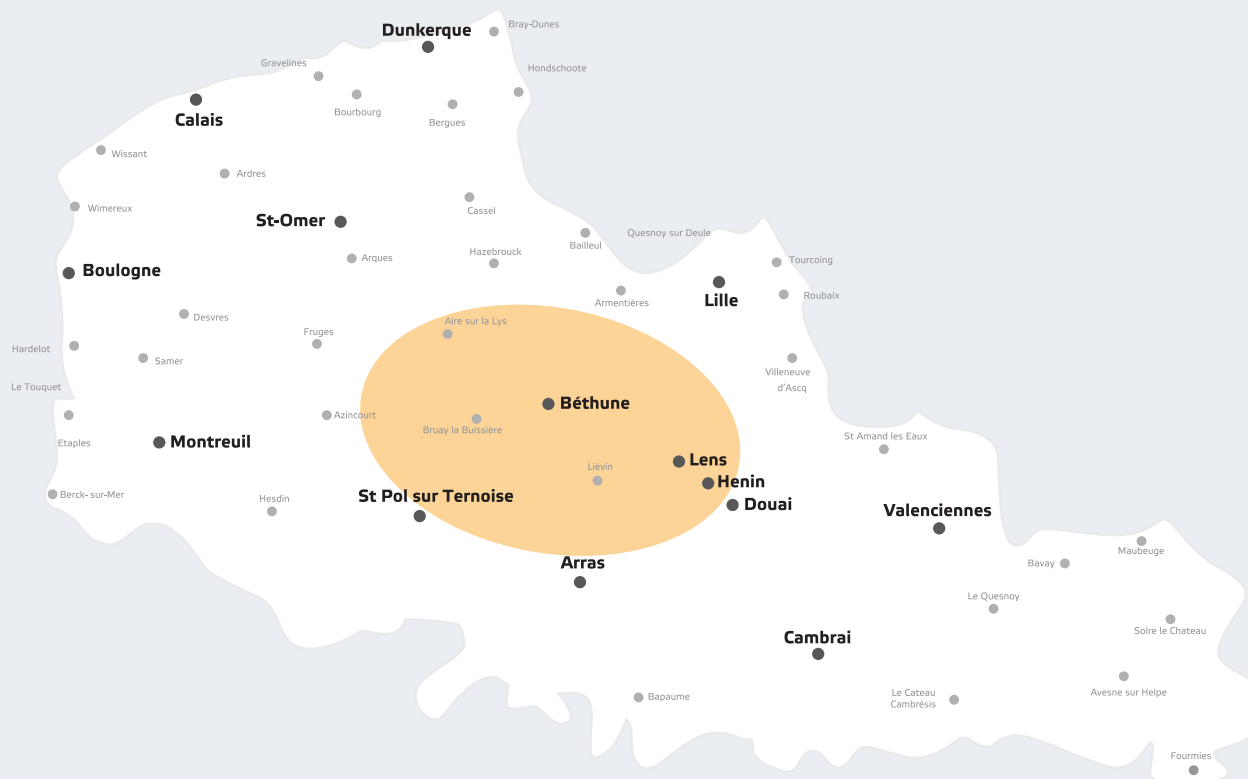 Bray-Dunes
Dunkerque
Gravelines
Hondschoote
Bourbourg
Calais
Bergues
Wissant
Ardres
Wimereux
Cassel
St-Omer
Quesnoy sur Deule
Bailleul
Hazebrouck
Arques
Tourcoing
Boulogne
Roubaix
Lille
Armentières
Desvres
Aire sur la Lys
Fruges
Hardelot
Samer
Villeneuve
d'Ascq
Le Touquet
Béthune
Azincourt
Bruay la Buissière
St Amand les Eaux
Montreuil
Etaples
Lens
Liévin
Henin
Berck- sur-Mer
St Pol sur Ternoise
Hesdin
Douai
Valenciennes
Maubeuge
Arras
Bavay
Le Quesnoy
Solre le Chateau
Cambrai
Avesne sur Helpe
Le Cateau
Cambrésis
Bapaume
Fourmies